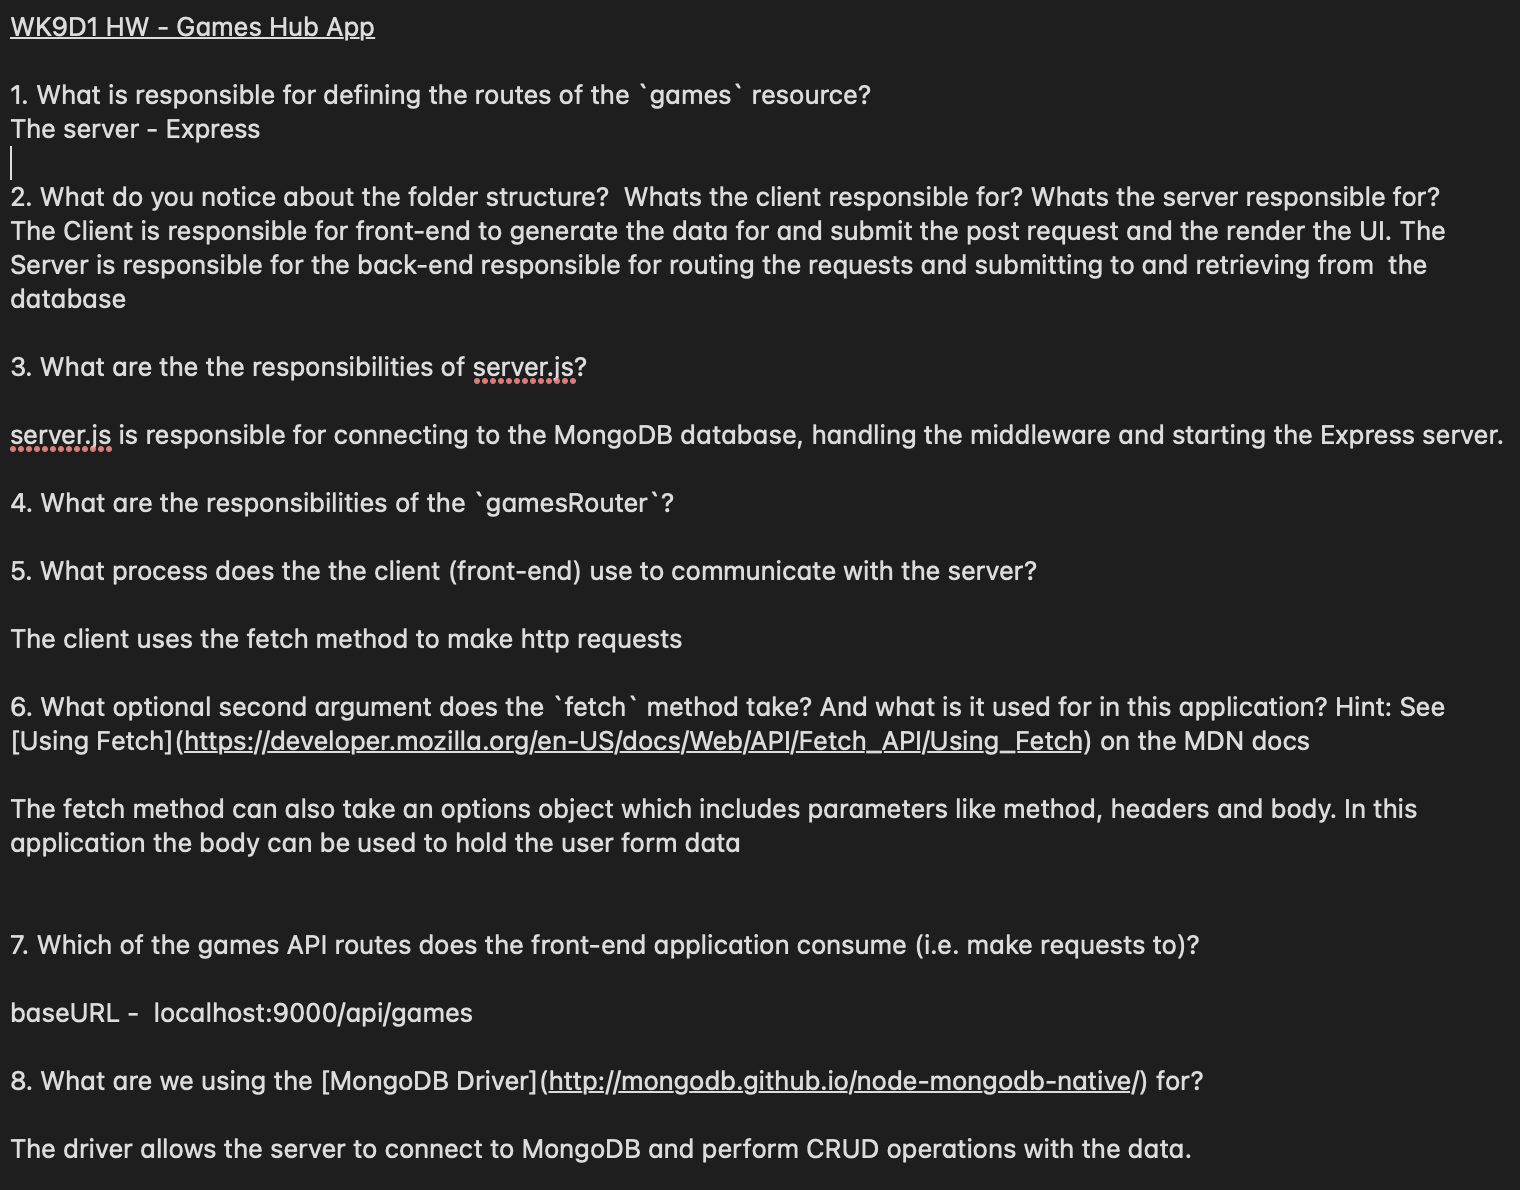 WK9D1 HW - Games Hub App
1. What is responsible for defining the routes of the `games` resource?
The server - Express
2. What do you notice about the folder structure?  Whats the client responsible for? Whats the server responsible for?
The Client is responsible for front-end to generate the data for and submit the post request and the render the UI. The
Server is responsible for the back-end responsible for routing the requests and submitting to and retrieving from  the
database
3. What are the the responsibilities of server.js?
server.js is responsible for connecting to the MongoDB database, handling the middleware and starting the Express server.
4. What are the responsibilities of the `gamesRouter`?
5. What process does the the client (front-end) use to communicate with the server?
The client uses the fetch method to make http requests
6. What optional second argument does the `fetch` method take? And what is it used for in this application? Hint: See
[Using Fetch](https://developer.mozilla.org/en-US/docs/Web/API/Fetch_API/Using_Fetch) on the MDN docs
The fetch method can also take an options object which includes parameters like method, headers and body. In this
application the body can be used to hold the user form data
7. Which of the games API routes does the front-end application consume (i.e. make requests to)?
baseURL -  localhost:9000/api/games
8. What are we using the [MongoDB Driver](http://mongodb.github.io/node-mongodb-native/) for?
The driver allows the server to connect to MongoDB and perform CRUD operations with the data.